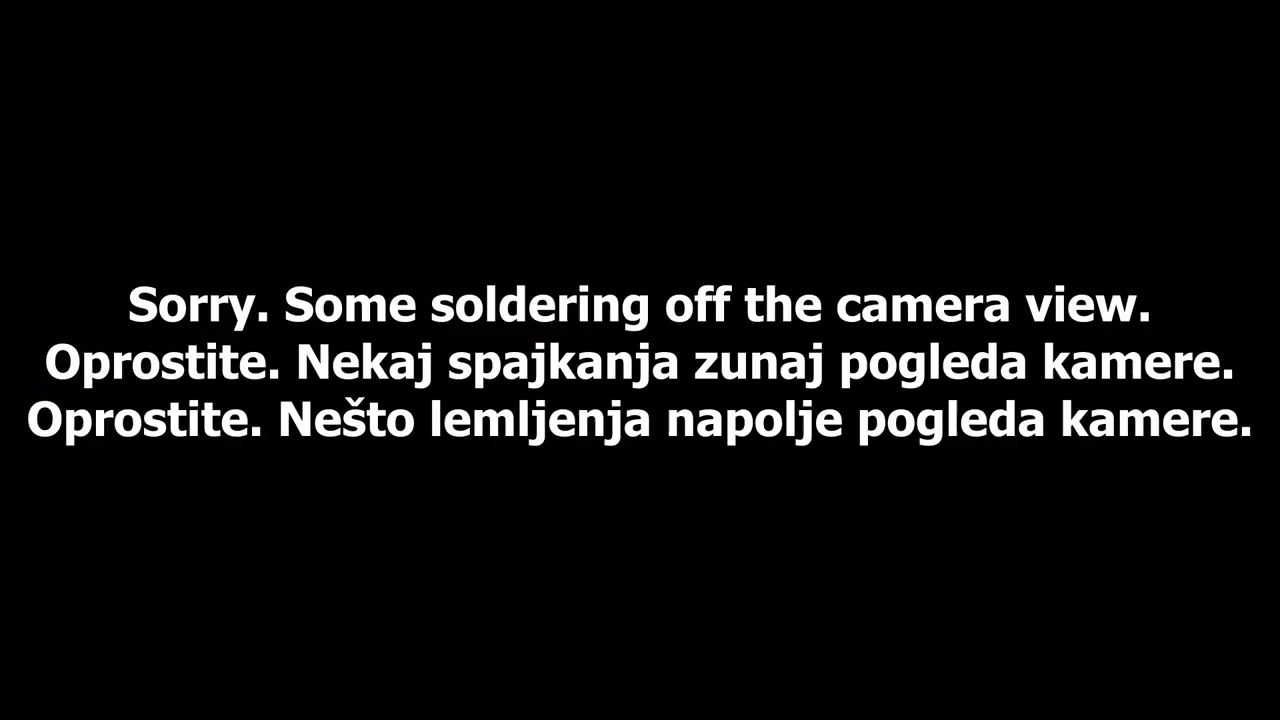 Sorry. Some soldering off the camera view.
Oprostite. Nekaj spajkanja zunaj pogleda kamere.
Oprostite. Nešto lemljenja napolje pogleda kamere.